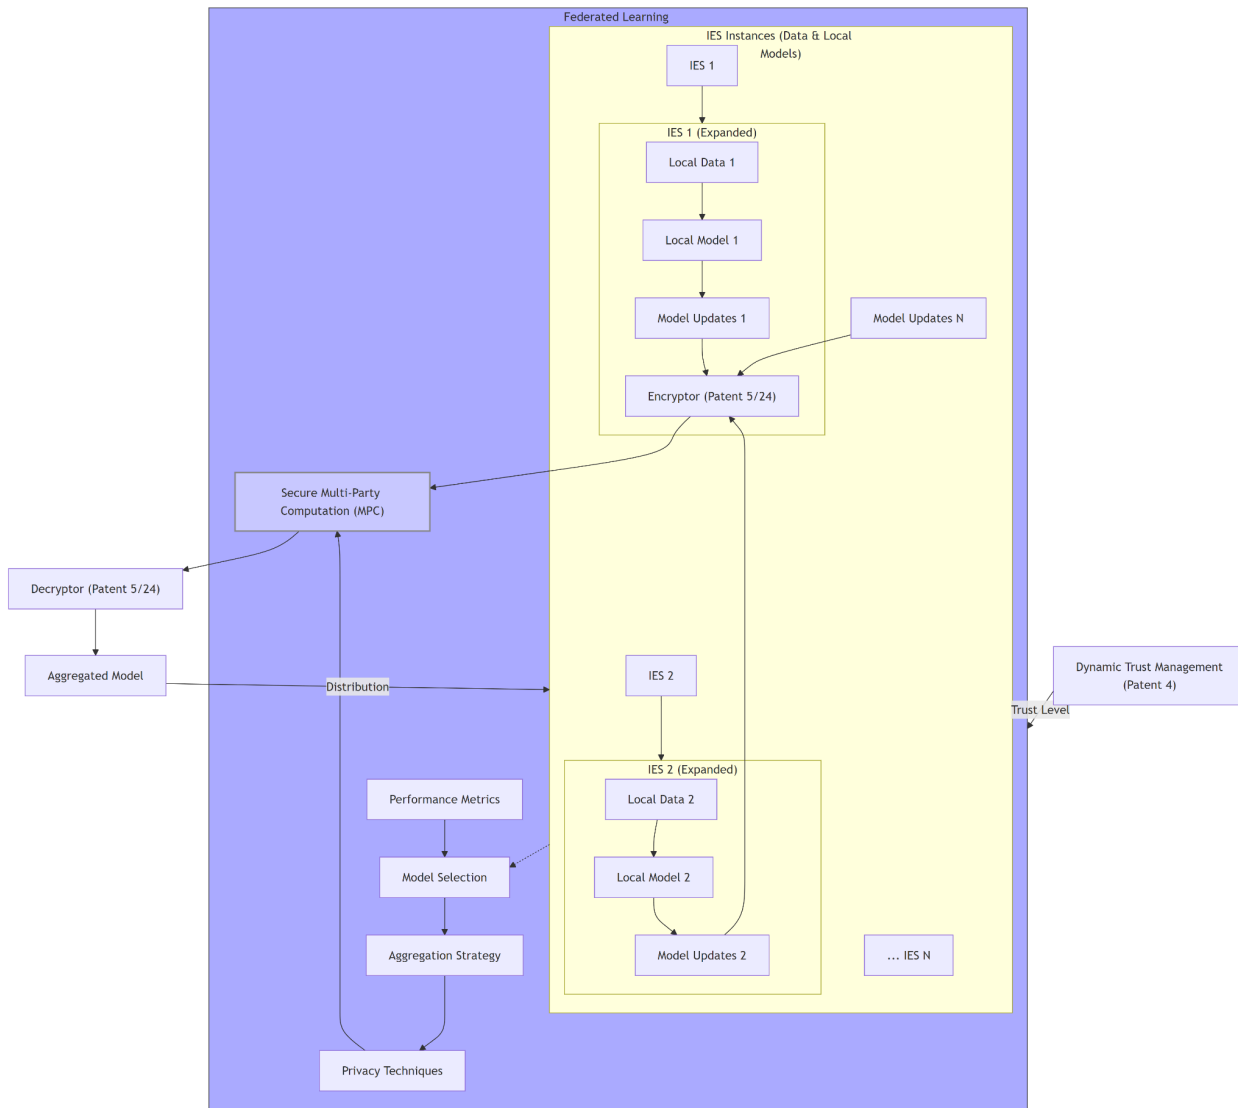 Federated Learning
IES Instances (Data & Local
Models)
IES 1
IES 1 (Expanded)
Local Data 1
Local Model 1
Model Updates 1
Model Updates N
Encryptor (Patent 5/24)
Secure Multi-Party
Computation (MPC)
Decryptor (Patent 5/24)
Aggregated Model
Distribution
IES 2
Dynamic Trust Management
(Patent 4)
Trust Level
IES 2 (Expanded)
Performance Metrics
Local Data 2
Model Selection
Local Model 2
Aggregation Strategy
Model Updates 2
... IES N
Privacy Techniques